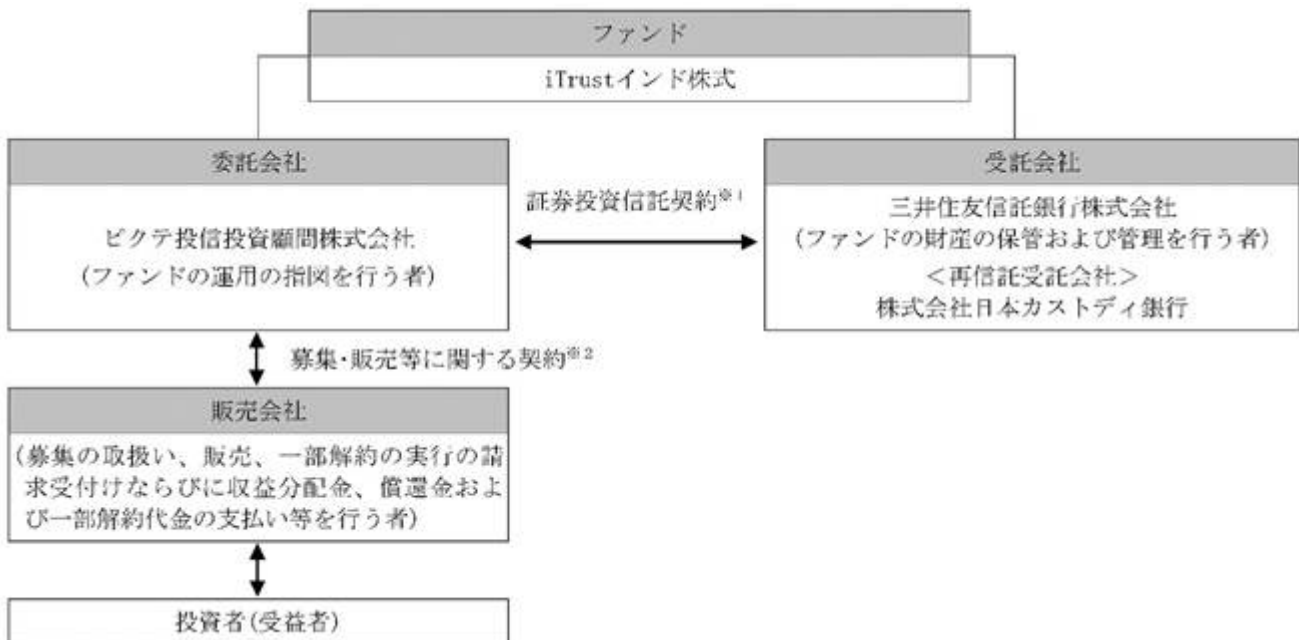 ファンド
iTrustインド株式
委託会社
ピクテ投信投資顧問株式会社
(ファンドの運用の指図を行う者)
証券投資信託契約※1
受託会社
三井住友信託銀行株式会社
(ファンドの財産の保管および管理を行う者)
＜再信託受託会社＞
株式会社日本カストディ銀行
募集・販売等に関する契約※2
販売会社
(募集の取扱い、販売、一部解約の実行の請
求受付けならびに収益分配金、償還金およ
び一部解約代金の支払い等を行う者)
投資者(受益者)